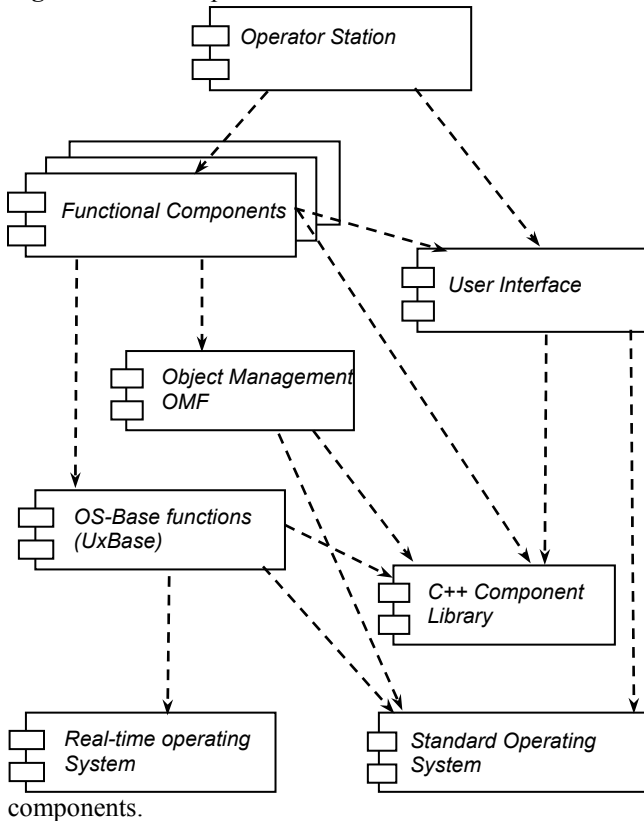 Operator Station
Functional Components
User Interface
Object Management
OMF
OS-Base functions
(UxBase)
C++ Component
Library
Real-time operating
System
Standard Operating
System
components.